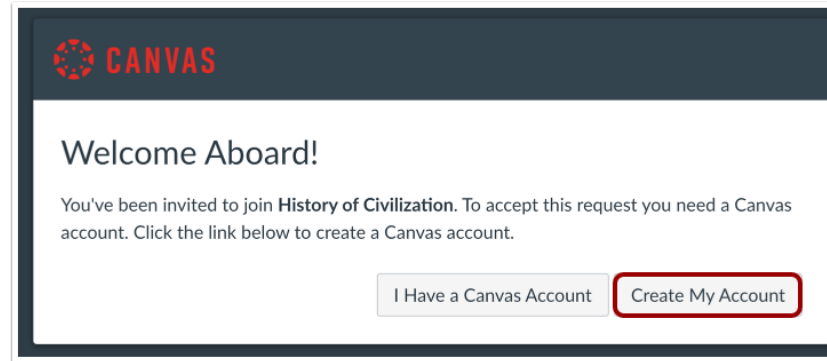 CANVAS
Welcome Aboard!
You've been invited to join History of Civilization. To accept this request you need a Canvas
account. Click the link below to create a Canvas account.
I Have a Canvas Account Create My Account